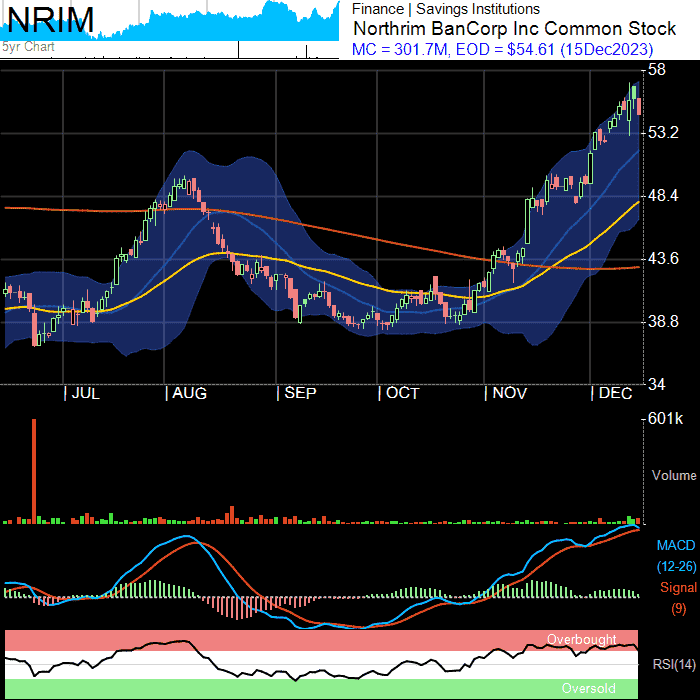 NRIM
5yr Chart
Finance | Savings Institutions
Northrim BanCorp Inc Common Stock
MC = 301.7M, EOD = $54.61 (15Dec2023)
58
53.2
48.4
43.6
38.8
34
| JUL | AUG | SEP | OCT | NOV | DEC
601k
Volume
MACD
(12-26)
Signal
(9)
Overbought
RSI(14)
Oversold